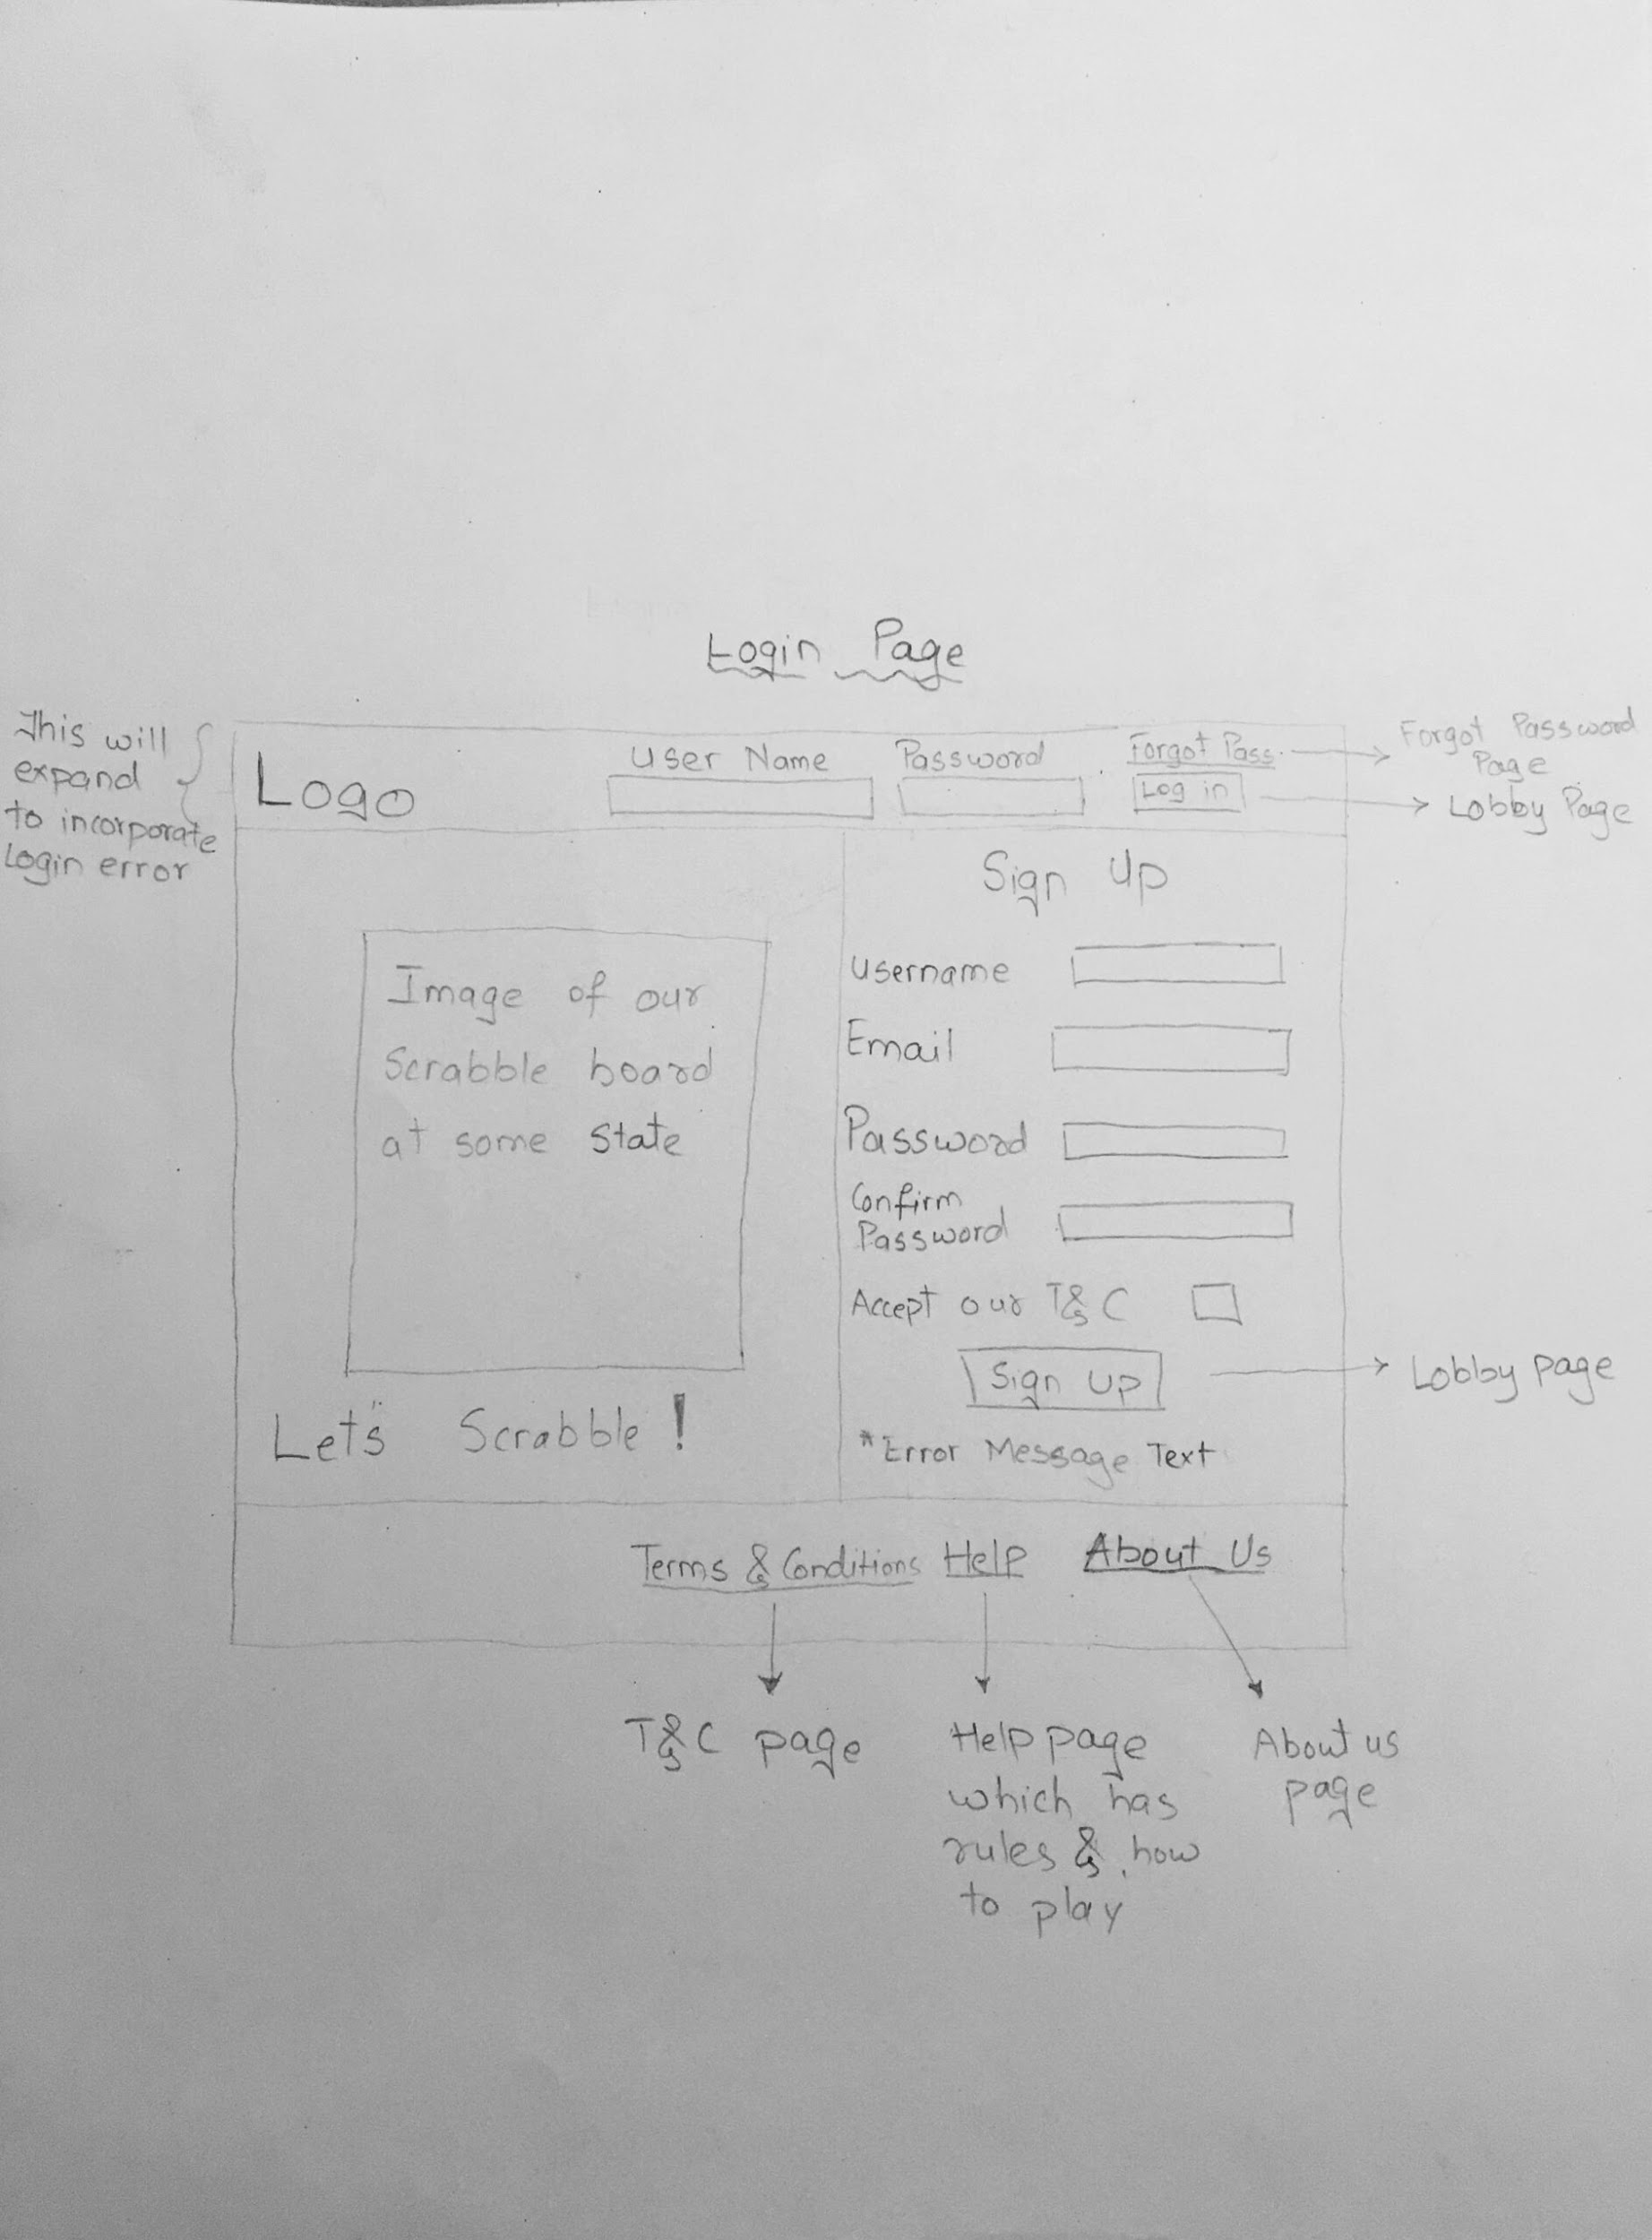 Login Page
This will
expand
to incorporate
Login error
Logo
User Name
Password
Forgot Pass.
Log in
Forgot Password
Page
Lobby Page
Sign Up
Image of our
Scrabble board
at some state
Username
Email
Password
Confirm
Password
Accept our T&C
Sign Up
Lobby page
Let's Scrabble!
*Error Message Text
Terms & Conditions
Help
About Us
T&C page
Help page
which has
rules & how
to play
About us
page